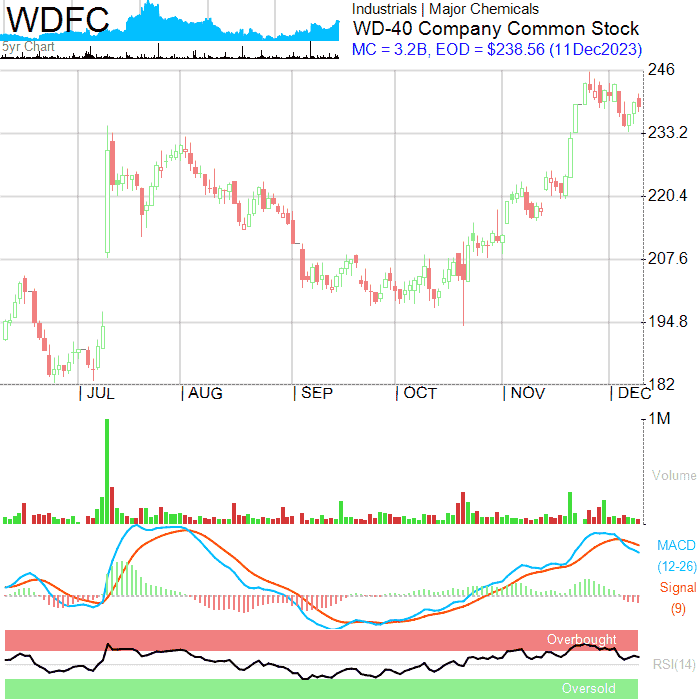 WDFC
5yr Chart
Industrials | Major Chemicals
WD-40 Company Common Stock
MC = 3.2B, EOD = $238.56 (11Dec2023)
246
233.2
220.4
207.6
194.8
182
|JUL |AUG |SEP |OCT |NOV |DEC
1M
Volume
MACD
(12-26)
Signal
(9)
Overbought
RSI(14)
Oversold